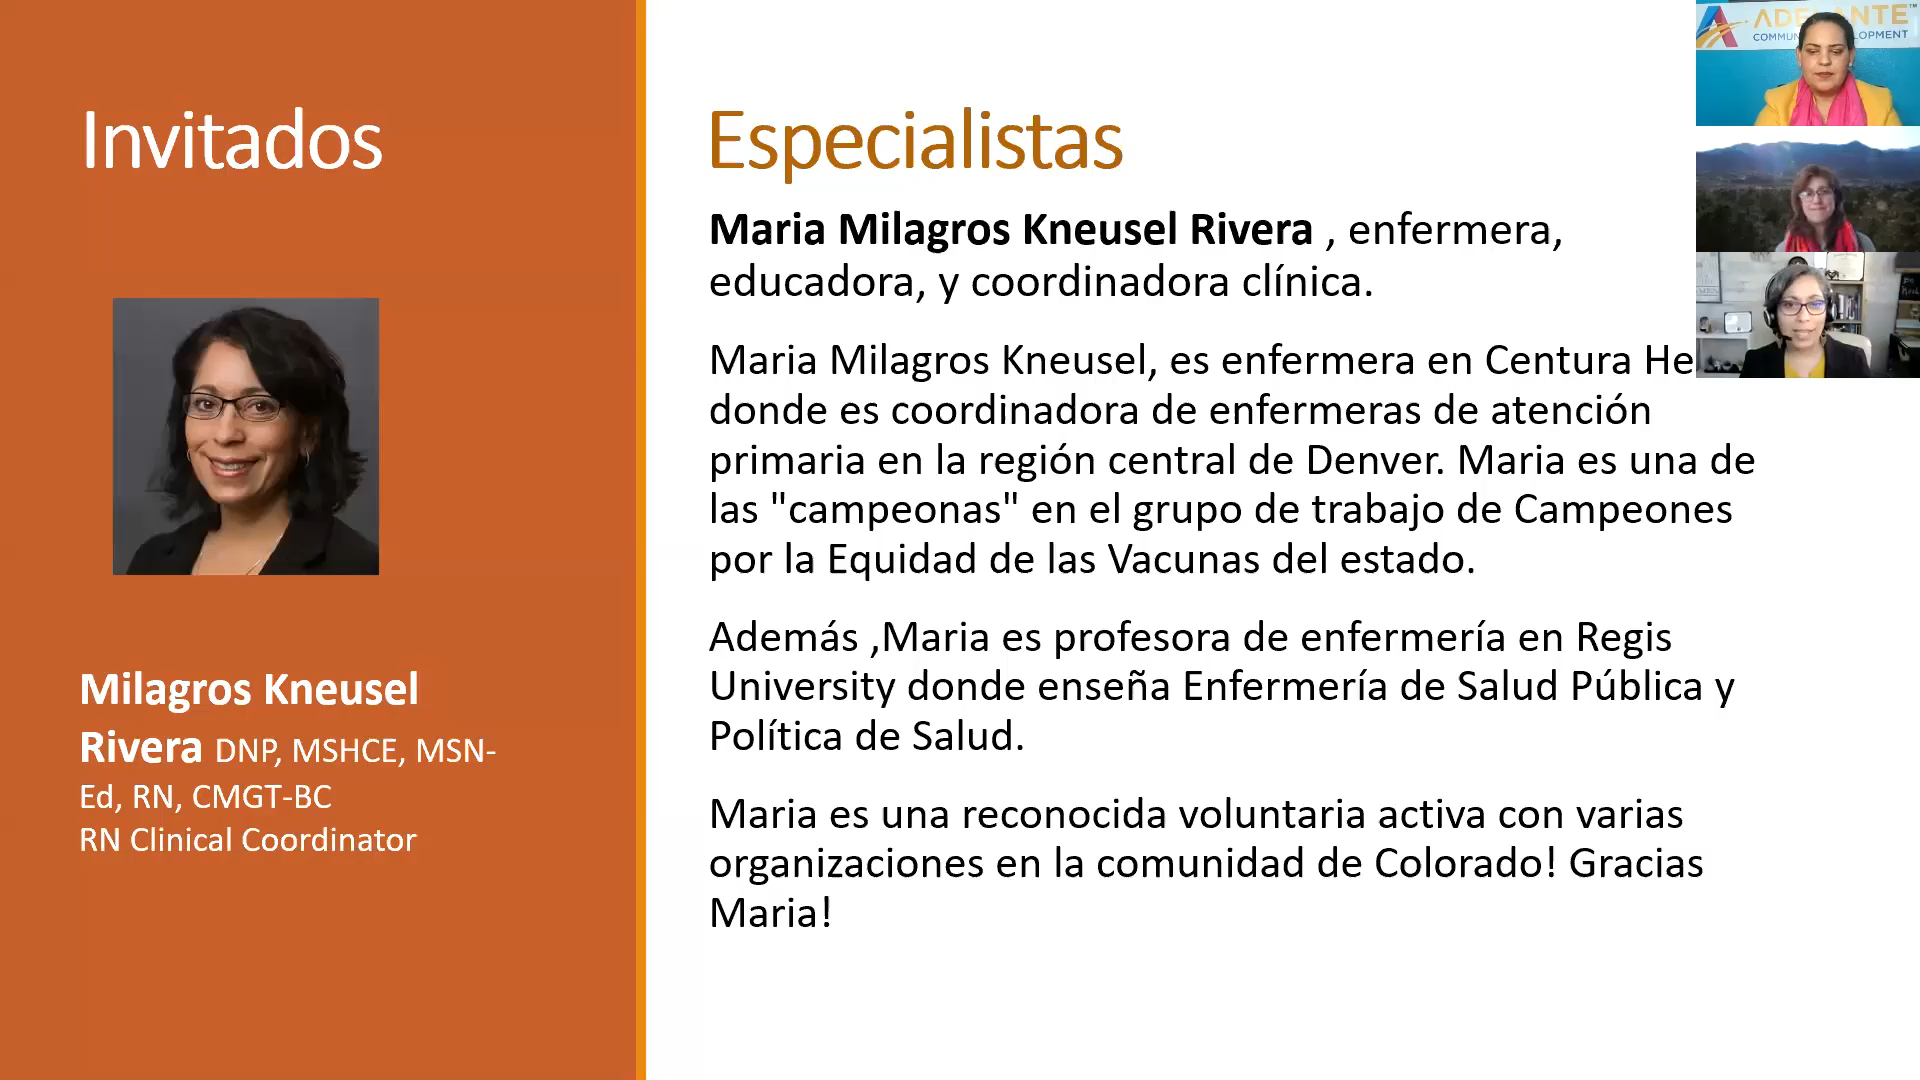 Invitados
Milagros Kneusel
Rivera DNP, MSHCE, MSN-
Ed, RN, CMGT-BC
RN Clinical Coordinator
Especialistas
Maria Milagros Kneusel Rivera , enfermera,
educadora, y coordinadora clínica.
Maria Milagros Kneusel, es enfermera en Centura He
donde es coordinadora de enfermeras de atención
primaria en la región central de Denver. Maria es una de
las "campeonas" en el grupo de trabajo de Campeones
por la Equidad de las Vacunas del estado.
Además ,Maria es profesora de enfermería en Regis
University donde enseña Enfermería de Salud Pública y
Política de Salud.
Maria es una reconocida voluntaria activa con varias
organizaciones en la comunidad de Colorado! Gracias
Maria!